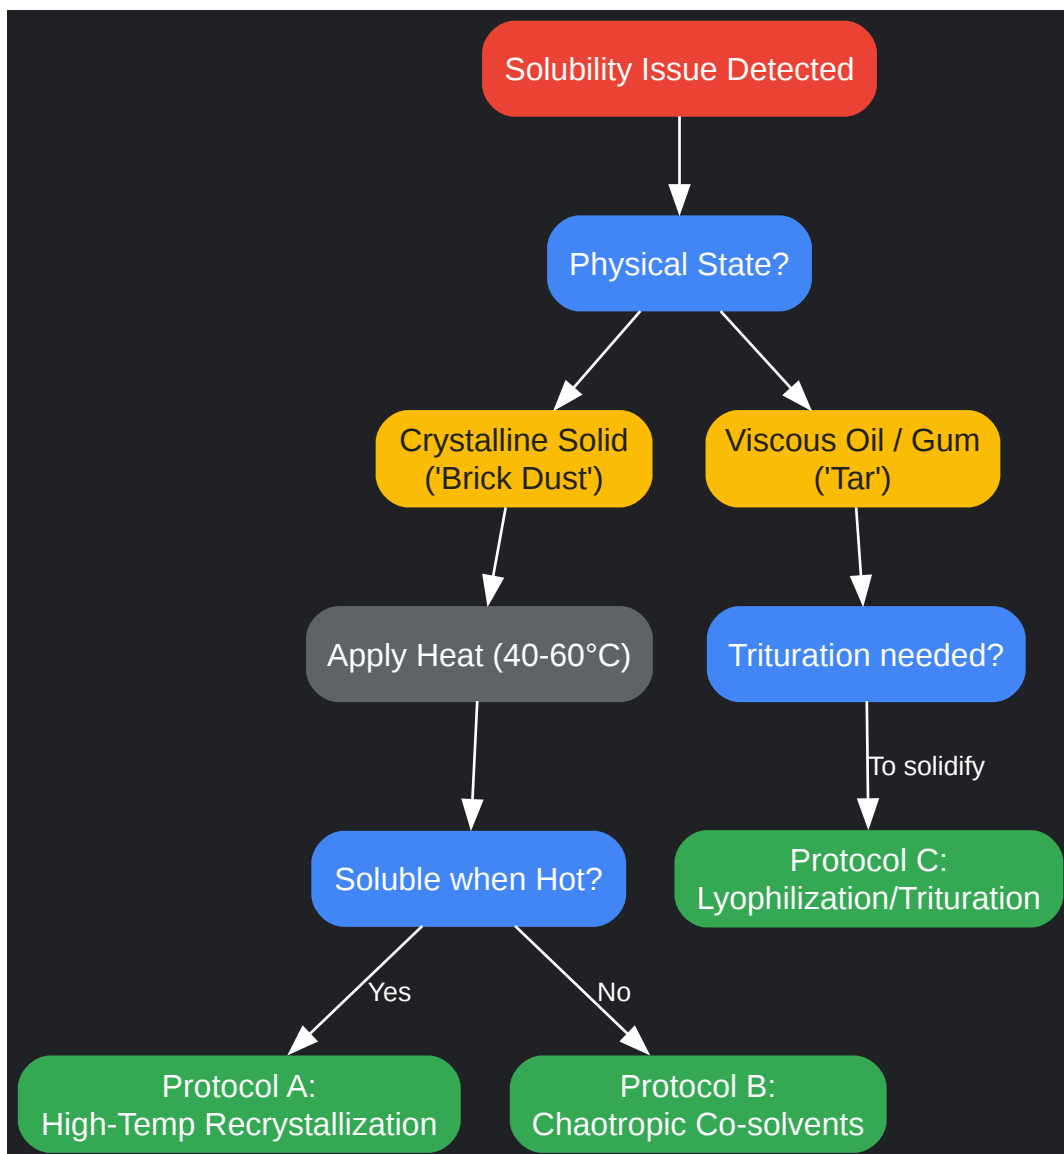 Solubility Issue Detected
Physical State?
Crystalline Solid
('Brick Dust')
Viscous Oil / Gum
('Tar')
Apply Heat (40-60°C)
Trituration needed?
To solidify
Soluble when Hot?
Protocol C:
Lyophilization/Trituration
Yes
No
Protocol A:
High-Temp Recrystallization
Protocol B:
Chaotropic Co-solvents